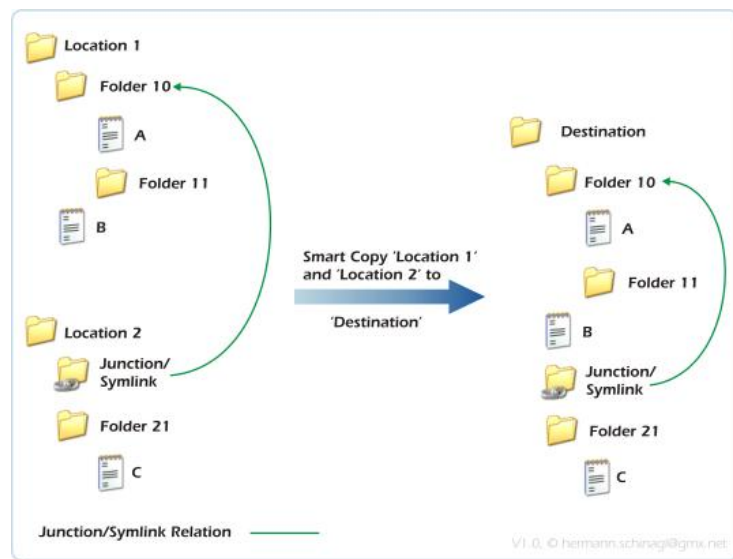 Location 1
Folder 10
A
Folder 11
B
Location 2
Junction/
Symlink
Folder 21
C
Junction/Symlink Relation
Smart Copy 'Location 1'
and 'Location 2' to
'Destination'
Destination
Folder 10
A
Folder 11
B
Junction/
Symlink
Folder 21
C
V1.0, © hermann.schinagl@gmx.net